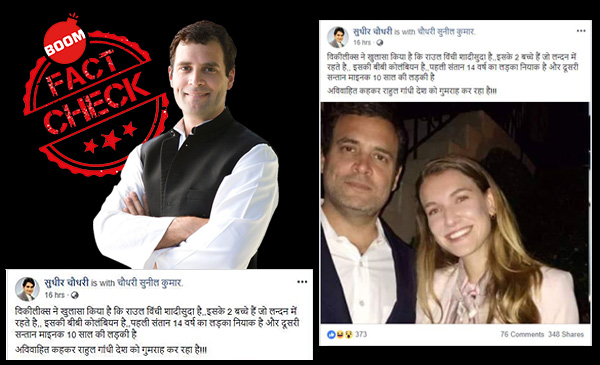 BOOM
FACT
CHECK
सुधीर चोधरी is with चोधरी सुनील कुमार.
16 hrs ·
विकीलीक्स ने खुलासा किया है कि राउल विंची शादीसुदा है..इसके 2 बच्चे हैं जो लन्दन में
रहते है,, इसकी बीबी कोलंबियन है,,पहली संतान 14 वर्ष का लड़का नियाक है और दूसरी
सन्तान माइनक 10 साल की लड़की है
अविवाहित कहकर राहुल गांधी देश को गुमराह कर रहा है!!!
373
76 Comments 348 Shares
सुधीर चोधरी is with चोधरी सुनील कुमार.
16 hrs ·
विकीलीक्स ने खुलासा किया है कि राउल विंची शादीसुदा है..इसके 2 बच्चे हैं जो लन्दन में
रहते है,, इसकी बीबी कोलंबियन है,,पहली संतान 14 वर्ष का लड़का नियाक है और दूसरी
सन्तान माइनक 10 साल की लड़की है
अविवाहित कहकर राहुल गांधी देश को गुमराह कर रहा है!!!